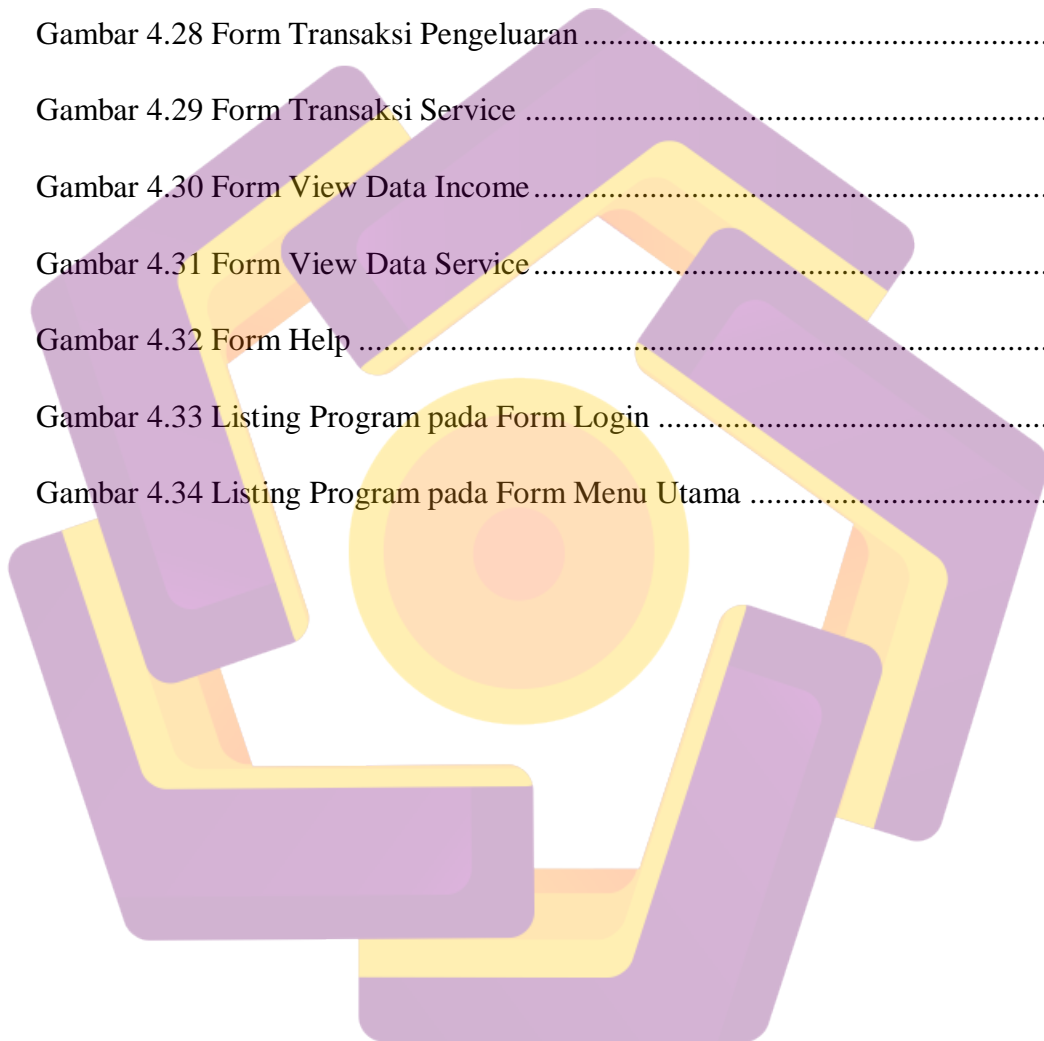 Gambar 4.28 Form Transaksi Pengeluaran ..........................................................
Gambar 4.29 Form Transaksi Service .................................................................
Gambar 4.30 Form View Data Income ................................................................
Gambar 4.31 Form View Data Service ................................................................
Gambar 4.32 Form Help .....................................................................................
Gambar 4.33 Listing Program pada Form Login ................................................
Gambar 4.34 Listing Program pada Form Menu Utama .....................................